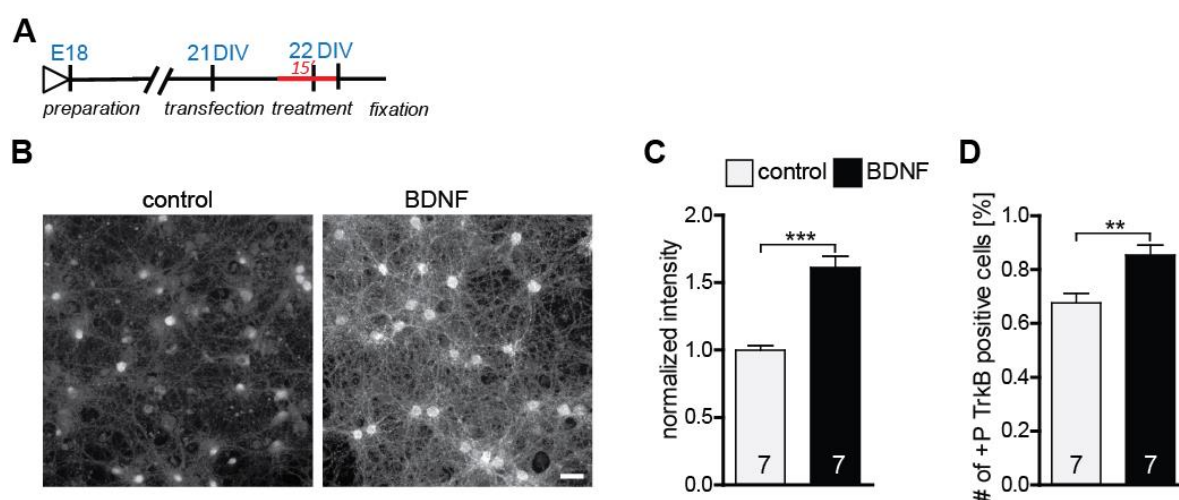 A
E18
21 DIV
22 DIV
15'
preparation
transfection
treatment
fixation
B
control
BDNF
C
control
BDNF
2.0
1.5
1.0
0.5
0.0
normalized intensity
***
7
7
D
1.0
0.8
0.6
0.4
0.2
0.0
# of +P TrkB positive cells [%]
**
7
7